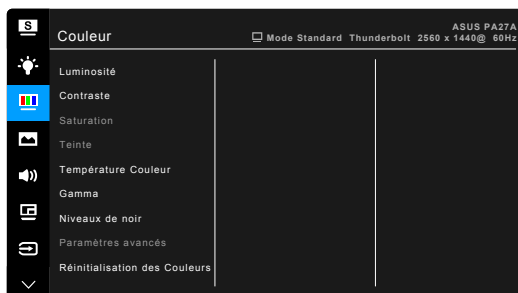 S
ASUS PA27A
Couleur
Mode Standard Thunderbolt 2560 x 1440@ 60Hz
Luminosité
Contraste
Saturation
Teinte
Température Couleur
Gamma
Niveaux de noir
Paramètres avancés
Réinitialisation des Couleurs